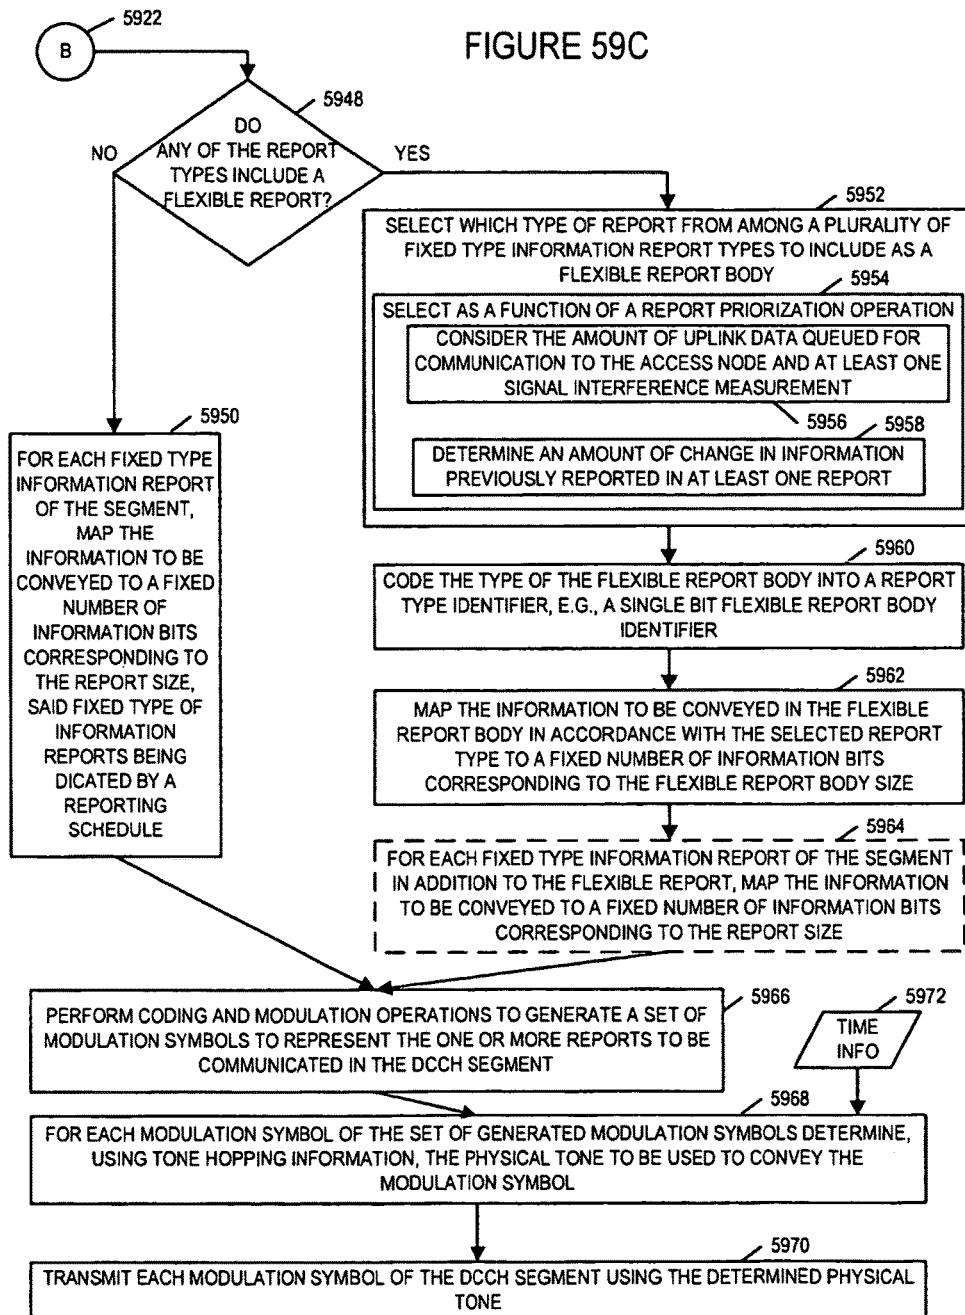 5922
B
FIGURE 59C
5948
DO
ANY OF THE REPORT
TYPES INCLUDE A
FLEXIBLE REPORT?
NO
YES
5952
SELECT WHICH TYPE OF REPORT FROM AMONG A PLURALITY OF
FIXED TYPE INFORMATION REPORT TYPES TO INCLUDE AS A
FLEXIBLE REPORT BODY
5954
SELECT AS A FUNCTION OF A REPORT PRIORIZATION OPERATION
CONSIDER THE AMOUNT OF UPLINK DATA QUEUED FOR
COMMUNICATION TO THE ACCESS NODE AND AT LEAST ONE
SIGNAL INTERFERENCE MEASUREMENT
5956
5958
DETERMINE AN AMOUNT OF CHANGE IN INFORMATION
PREVIOUSLY REPORTED IN AT LEAST ONE REPORT
5950
FOR EACH FIXED TYPE
INFORMATION REPORT
OF THE SEGMENT,
MAP THE
INFORMATION TO BE
CONVEYED TO A FIXED
NUMBER OF
INFORMATION BITS
CORRESPONDING TO
THE REPORT SIZE,
SAID FIXED TYPE OF
INFORMATION
REPORTS BEING
DICATED BY A
REPORTING
SCHEDULE
5960
CODE THE TYPE OF THE FLEXIBLE REPORT BODY INTO A REPORT
TYPE IDENTIFIER, E.G., A SINGLE BIT FLEXIBLE REPORT BODY
IDENTIFIER
5962
MAP THE INFORMATION TO BE CONVEYED IN THE FLEXIBLE
REPORT BODY IN ACCORDANCE WITH THE SELECTED REPORT
TYPE TO A FIXED NUMBER OF INFORMATION BITS
CORRESPONDING TO THE FLEXIBLE REPORT BODY SIZE
5964
FOR EACH FIXED TYPE INFORMATION REPORT OF THE SEGMENT
IN ADDITION TO THE FLEXIBLE REPORT, MAP THE INFORMATION
TO BE CONVEYED TO A FIXED NUMBER OF INFORMATION BITS
CORRESPONDING TO THE REPORT SIZE
5966
PERFORM CODING AND MODULATION OPERATIONS TO GENERATE A SET OF
MODULATION SYMBOLS TO REPRESENT THE ONE OR MORE REPORTS TO BE
COMMUNICATED IN THE DCCH SEGMENT
5972
TIME
INFO
5968
FOR EACH MODULATION SYMBOL OF THE SET OF GENERATED MODULATION SYMBOLS DETERMINE,
USING TONE HOPPING INFORMATION, THE PHYSICAL TONE TO BE USED TO CONVEY THE
MODULATION SYMBOL
5970
TRANSMIT EACH MODULATION SYMBOL OF THE DCCH SEGMENT USING THE DETERMINED PHYSICAL
TONE